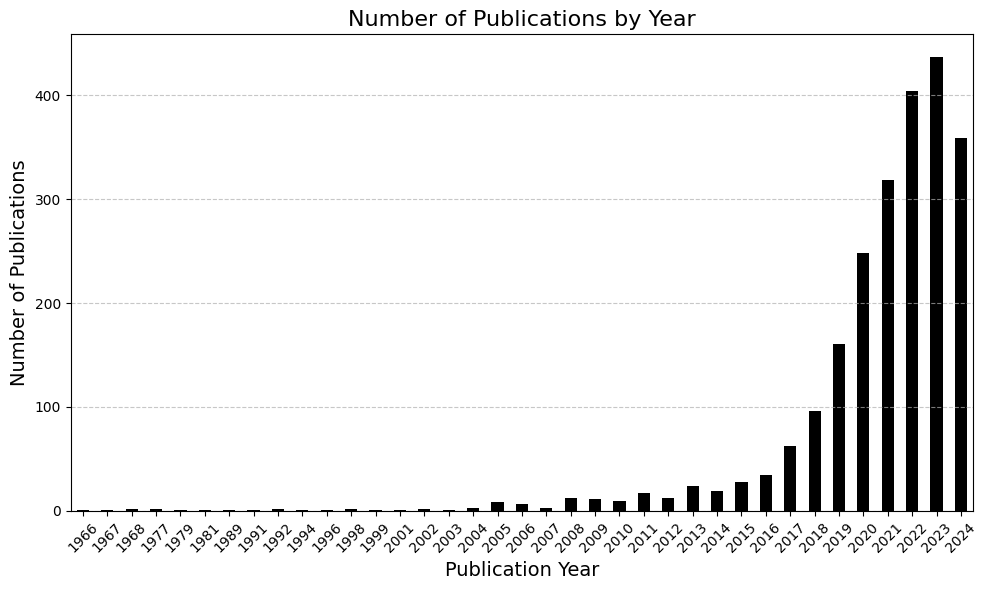 Number of Publications by Year
Number of Publications
400
300
200
100
0
1966 1967 1968 1977 1979 1981 1989 1991 1992 1994 1996 1998 1999 2001 2002 2003 2004 2005 2006 2007 2008 2009 2010 2011 2012 2013 2014 2015 2016 2017 2018 2019 2020 2021 2022 2023 2024
Publication Year